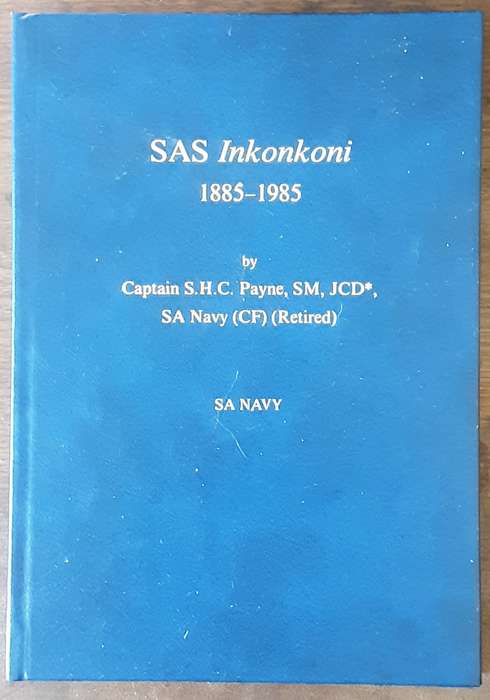 SAS Inkonkoni
1885–1985
by
Captain S.H.C. Payne, SM, JCD*,
SA Navy (CF) (Retired)
SA NAVY